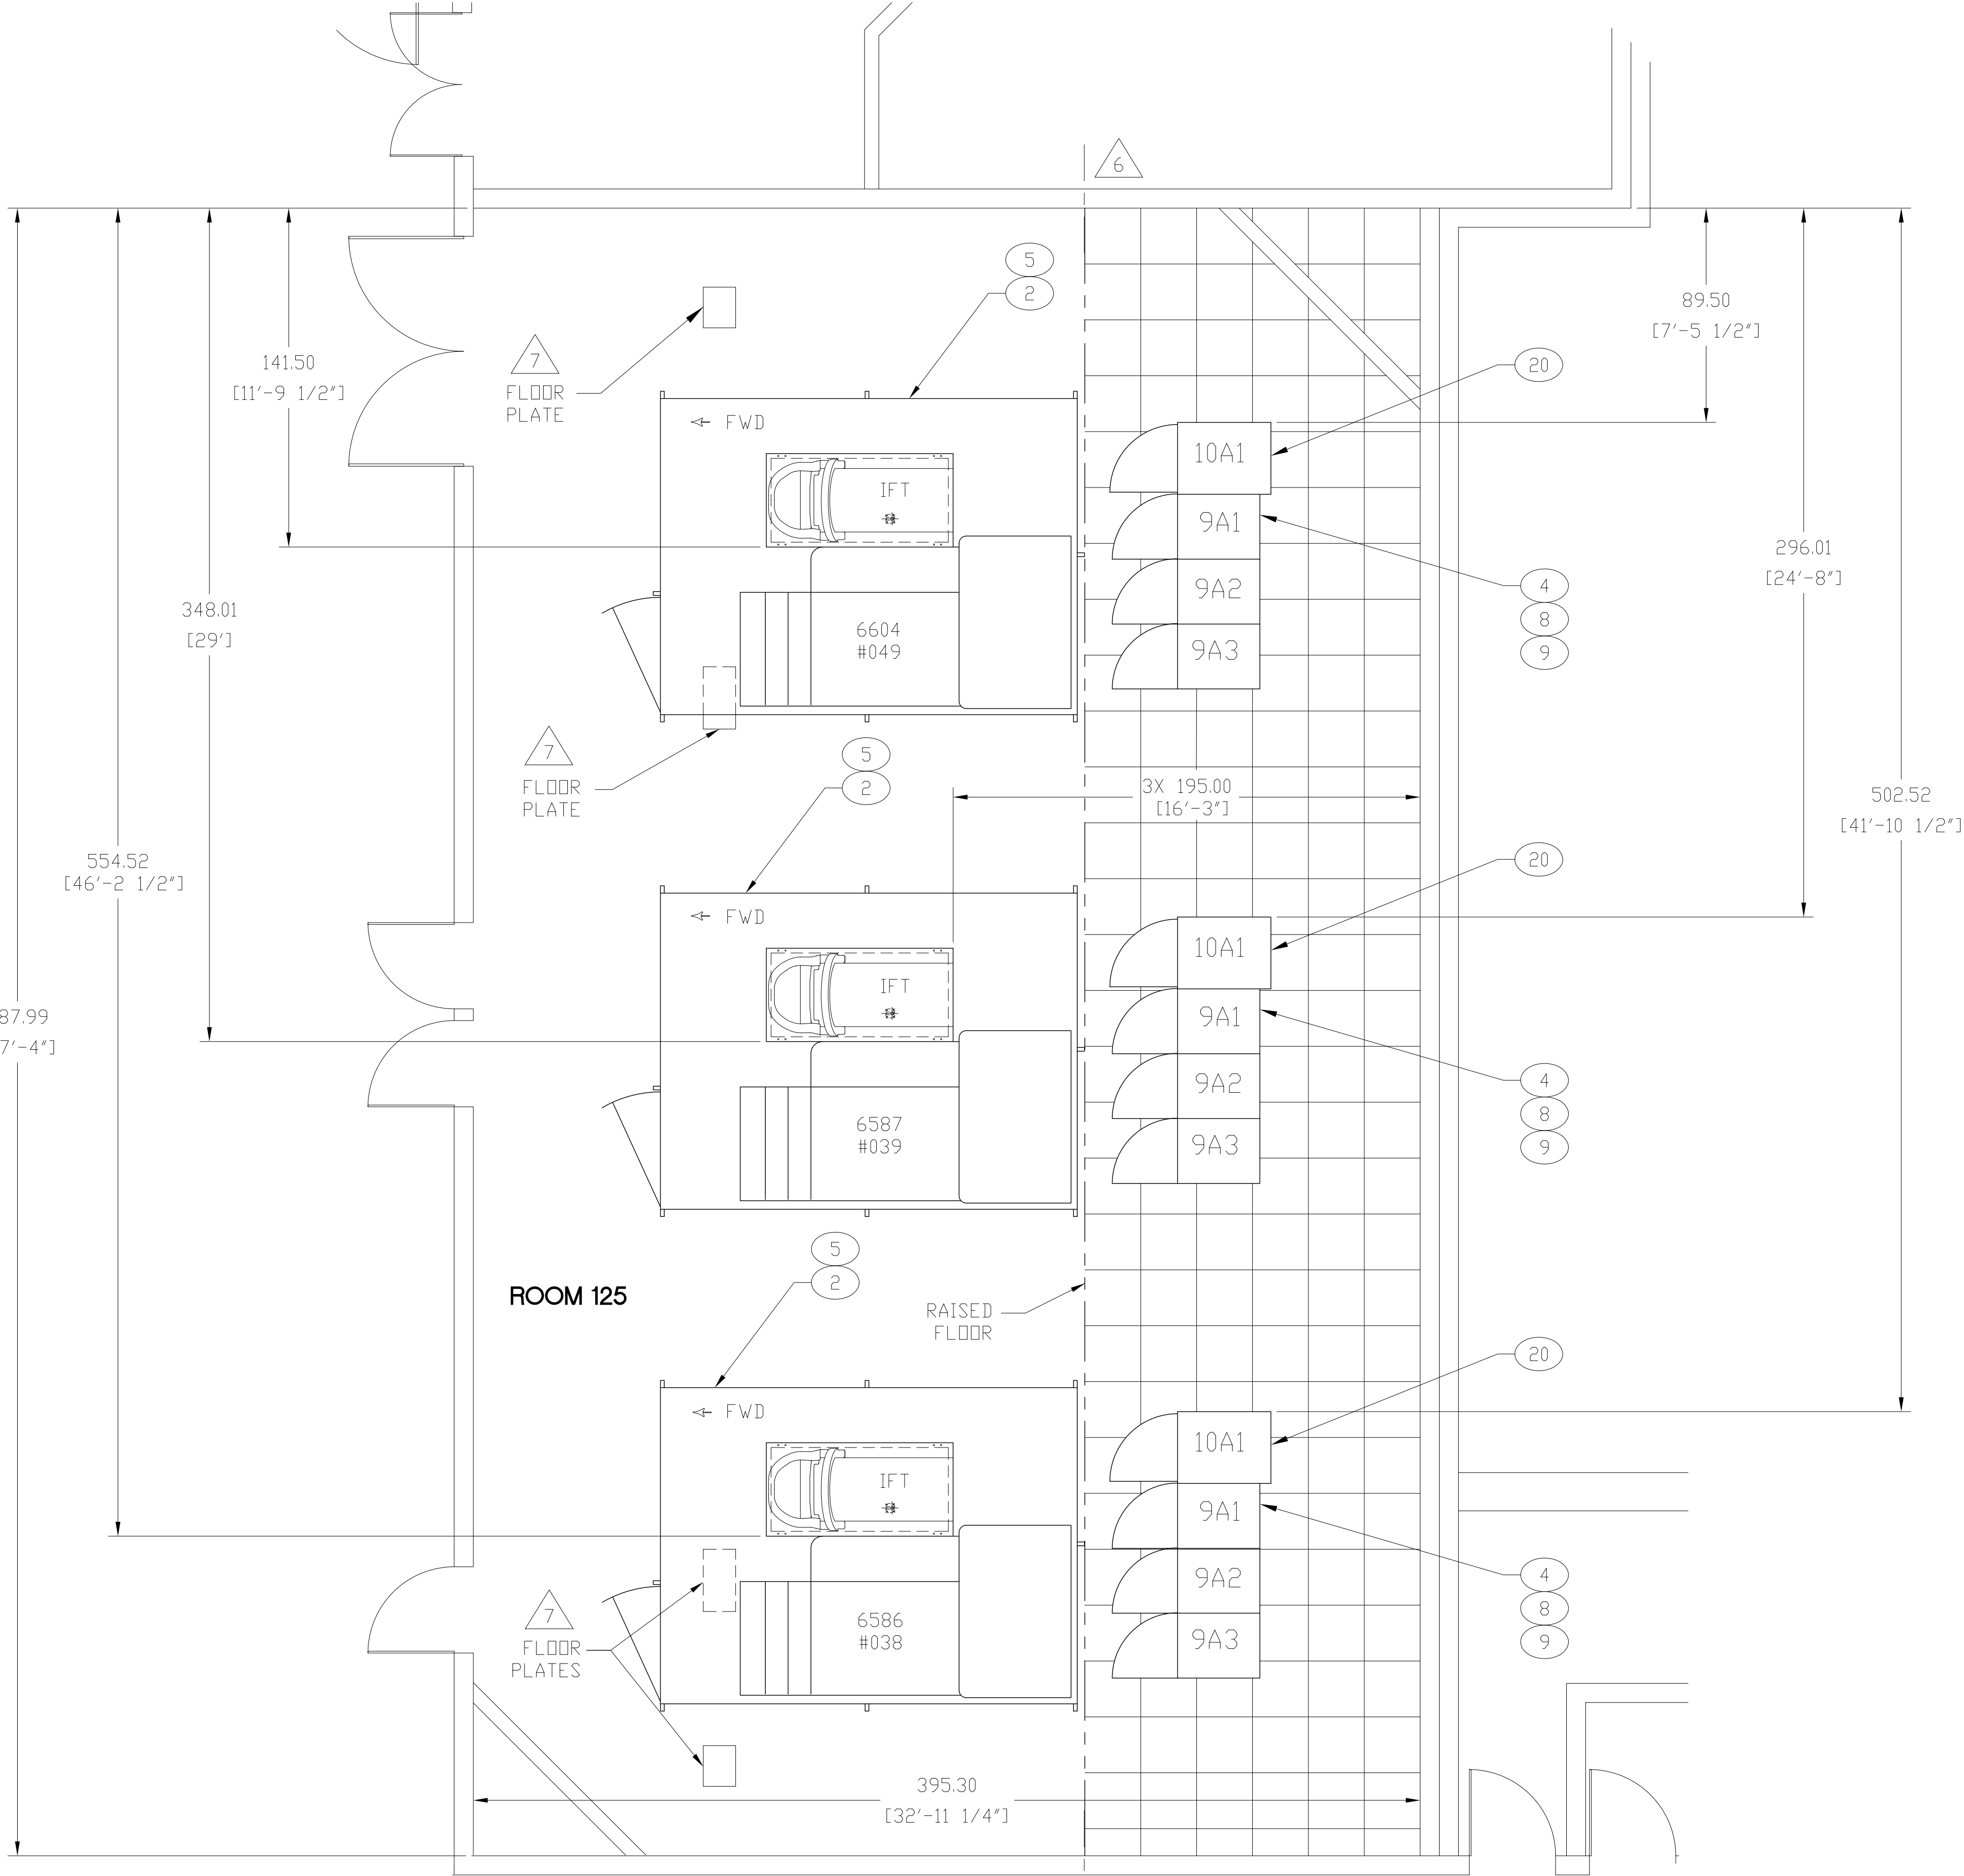 6
5
2
89.50
[7'-5 1/2"]
7
FLOOR
PLATE
141.50
[11'-9 1/2"]
20
FWD
10A1
IFT
9A1
296.01
[24'-8"]
4
8
9
9A2
348.01
[29']
6604
#049
9A3
7
FLOOR
PLATE
5
2
3X 195.00
[16'-3"]
502.52
[41'-10 1/2"]
554.52
[46'-2 1/2"]
20
FWD
10A1
IFT
9A1
87.99
7'-4"]
4
8
9
9A2
6587
#039
9A3
5
2
ROOM 125
RAISED
FLOOR
20
FWD
10A1
IFT
9A1
4
8
9
9A2
7
FLOOR
PLATES
6586
#038
9A3
395.30
[32'-11 1/4"]